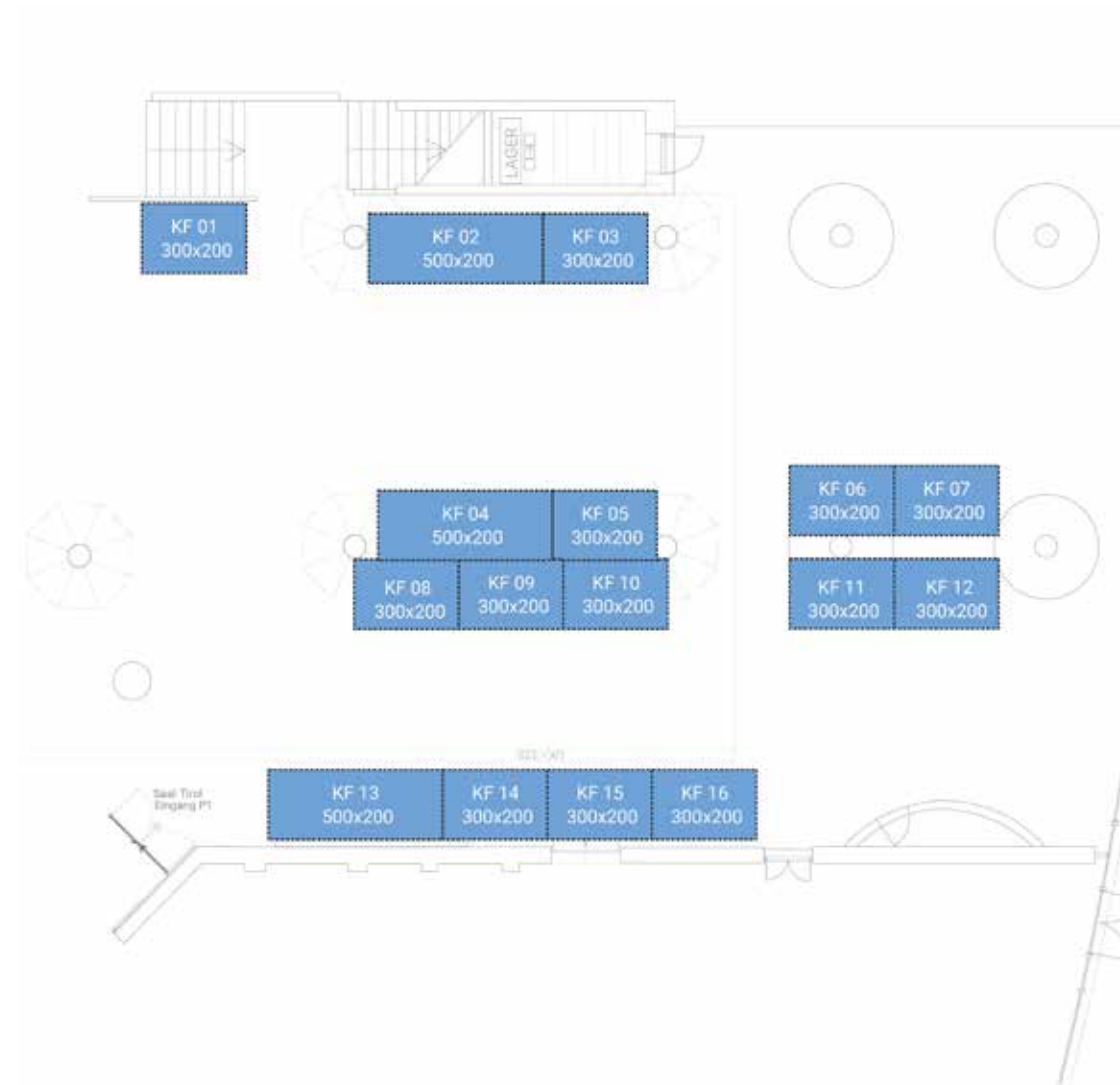 LAGER
KF 01
300x200
KF 02
500x200
KF 03
300x200
KF 04
500x200
KF 05
300x200
KF 06
300x200
KF 07
300x200
KF 08
300x200
KF 09
300x200
KF 10
300x200
KF 11
300x200
KF 12
300x200
Saal Tirol
Eingang P1
KF 13
500x200
KF 14
300x200
KF 15
300x200
KF 16
300x200